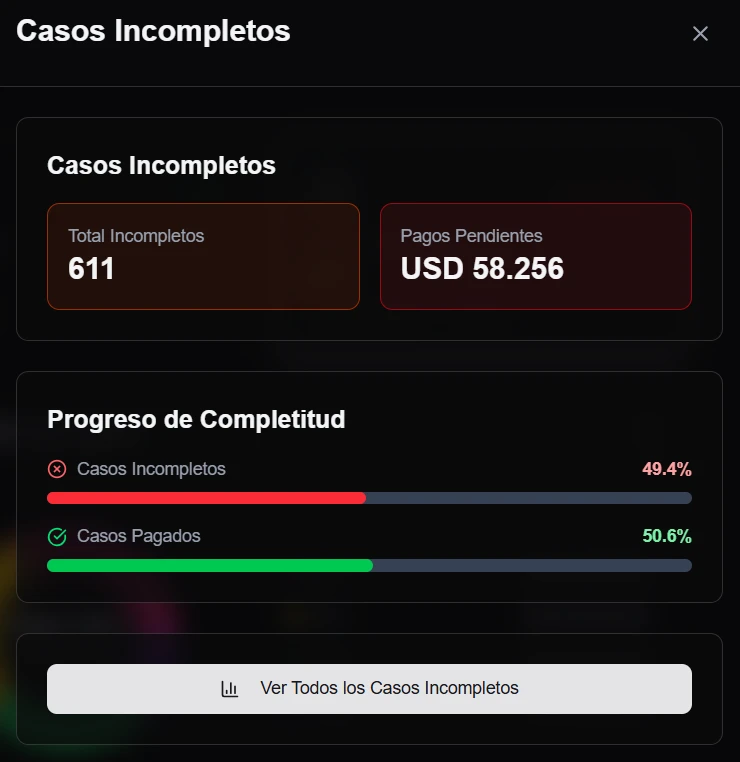 Casos Incompletos
Casos Incompletos
Total Incompletos
611
Pagos Pendientes
USD 58.256
Progreso de Completitud
Casos Incompletos 49.4%
Casos Pagados 50.6%
Ver Todos los Casos Incompletos